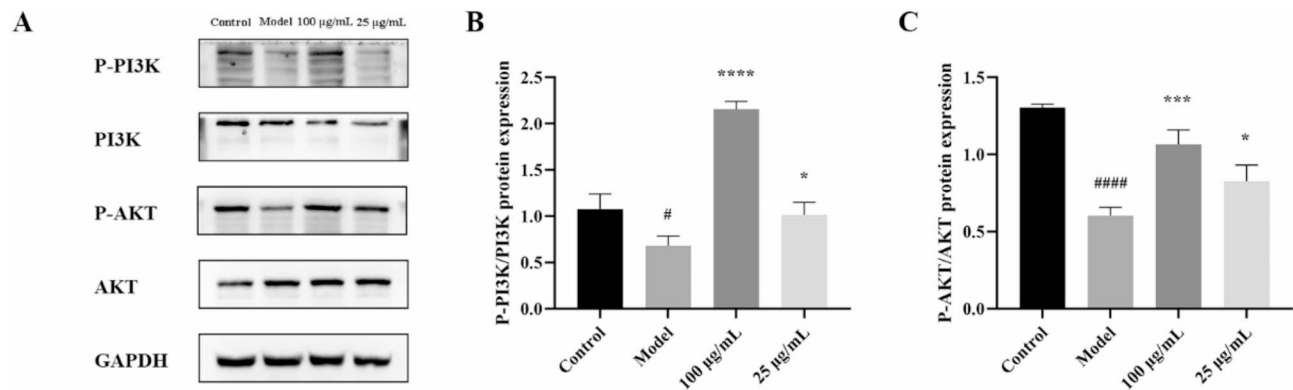 A
Control Model 100 μg/mL 25 μg/mL
P-PI3K
PI3K
P-AKT
AKT
GAPDH
B
P-PI3K/PI3K protein expression
2.5
2.0
1.5
1.0
0.5
0.0
#
****
*
Control
Model
100 μg/mL
25 μg/mL
C
P-AKT/AKT protein expression
1.5
1.0
0.5
0.0
####
***
*
Control
Model
100 μg/mL
25 μg/mL